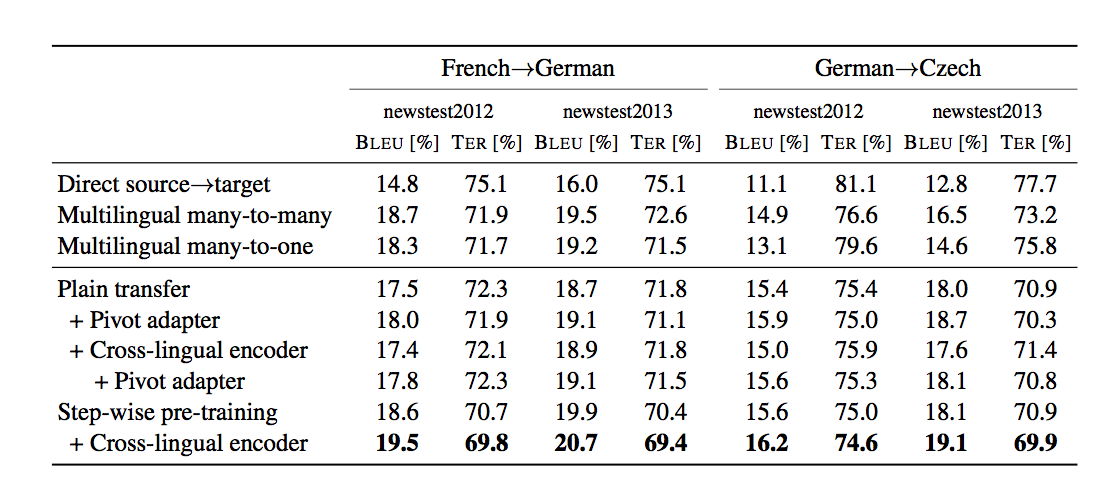 French→German German→Czech
newstest2012 newstest2013 newstest2012 newstest2013
BLEU [%] TER [%] BLEU [%] TER [%] BLEU [%] TER [%] BLEU [%] TER [%]
Direct source→target 14.8 75.1 16.0 75.1 11.1 81.1 12.8 77.7
Multilingual many-to-many 18.7 71.9 19.5 72.6 14.9 76.6 16.5 73.2
Multilingual many-to-one 18.3 71.7 19.2 71.5 13.1 79.6 14.6 75.8
Plain transfer 17.5 72.3 18.7 71.8 15.4 75.4 18.0 70.9
+ Pivot adapter 18.0 71.9 19.1 71.1 15.9 75.0 18.7 70.3
+ Cross-lingual encoder 17.4 72.1 18.9 71.8 15.0 75.9 17.6 71.4
+ Pivot adapter 17.8 72.3 19.1 71.5 15.6 75.3 18.1 70.8
Step-wise pre-training 18.6 70.7 19.9 70.4 15.6 75.0 18.1 70.9
+ Cross-lingual encoder 19.5 69.8 20.7 69.4 16.2 74.6 19.1 69.9